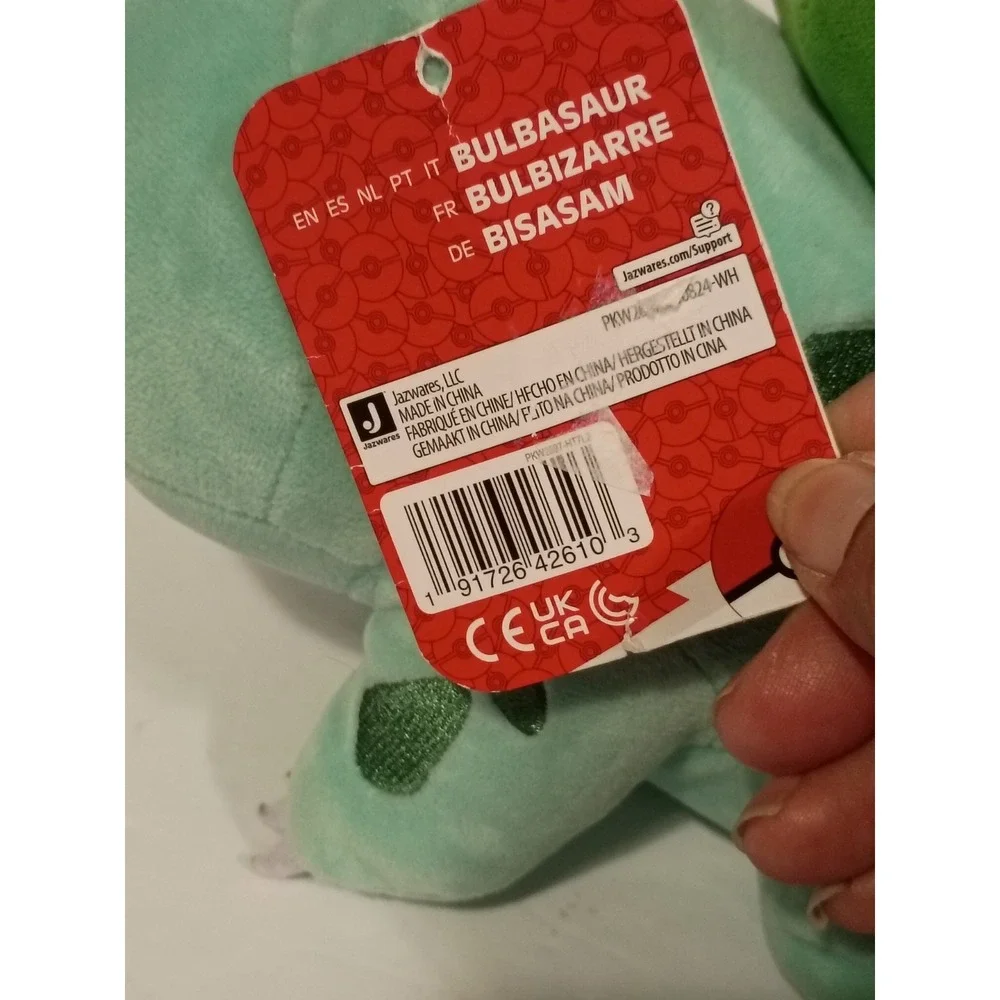 EN ES NL PT IT BULBASAUR
FR BULBIZARRE
DE BISASAM
?
Jazwares.com/Support
J
Jazwares
Jazwares, LLC
MADE IN CHINA
FABRIQUÉ EN CHINE/ HECHO EN CHINA/ HERGESTELLT IN CHINA
GEMAAKT IN CHINA/ NA CHINA/ PRODOTTO IN CINA
1 91726 42610 3
CE UK
CA